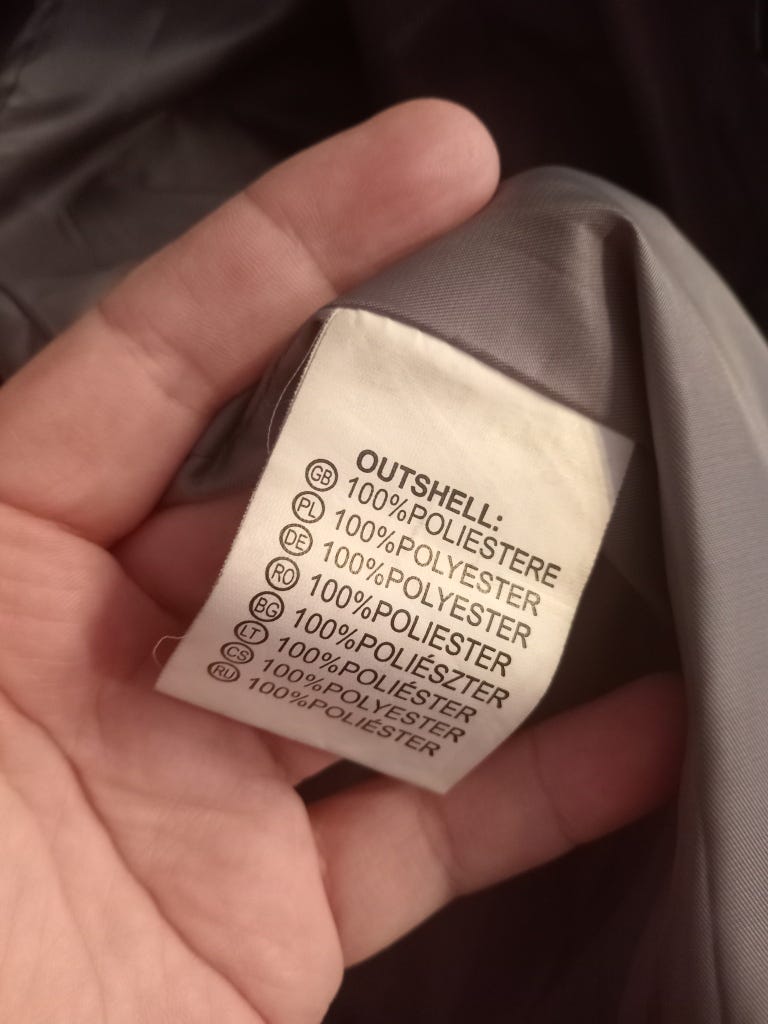 OUTSHELL:
GB 100%POLIESTERE
PL 100%POLYESTER
DE 100%POLYESTER
RO 100%POLIESTER
BG 100%POLIÉSZTER
LT 100%POLIÉSTER
CS 100%POLYESTER
RU 100%POLIÉSTER